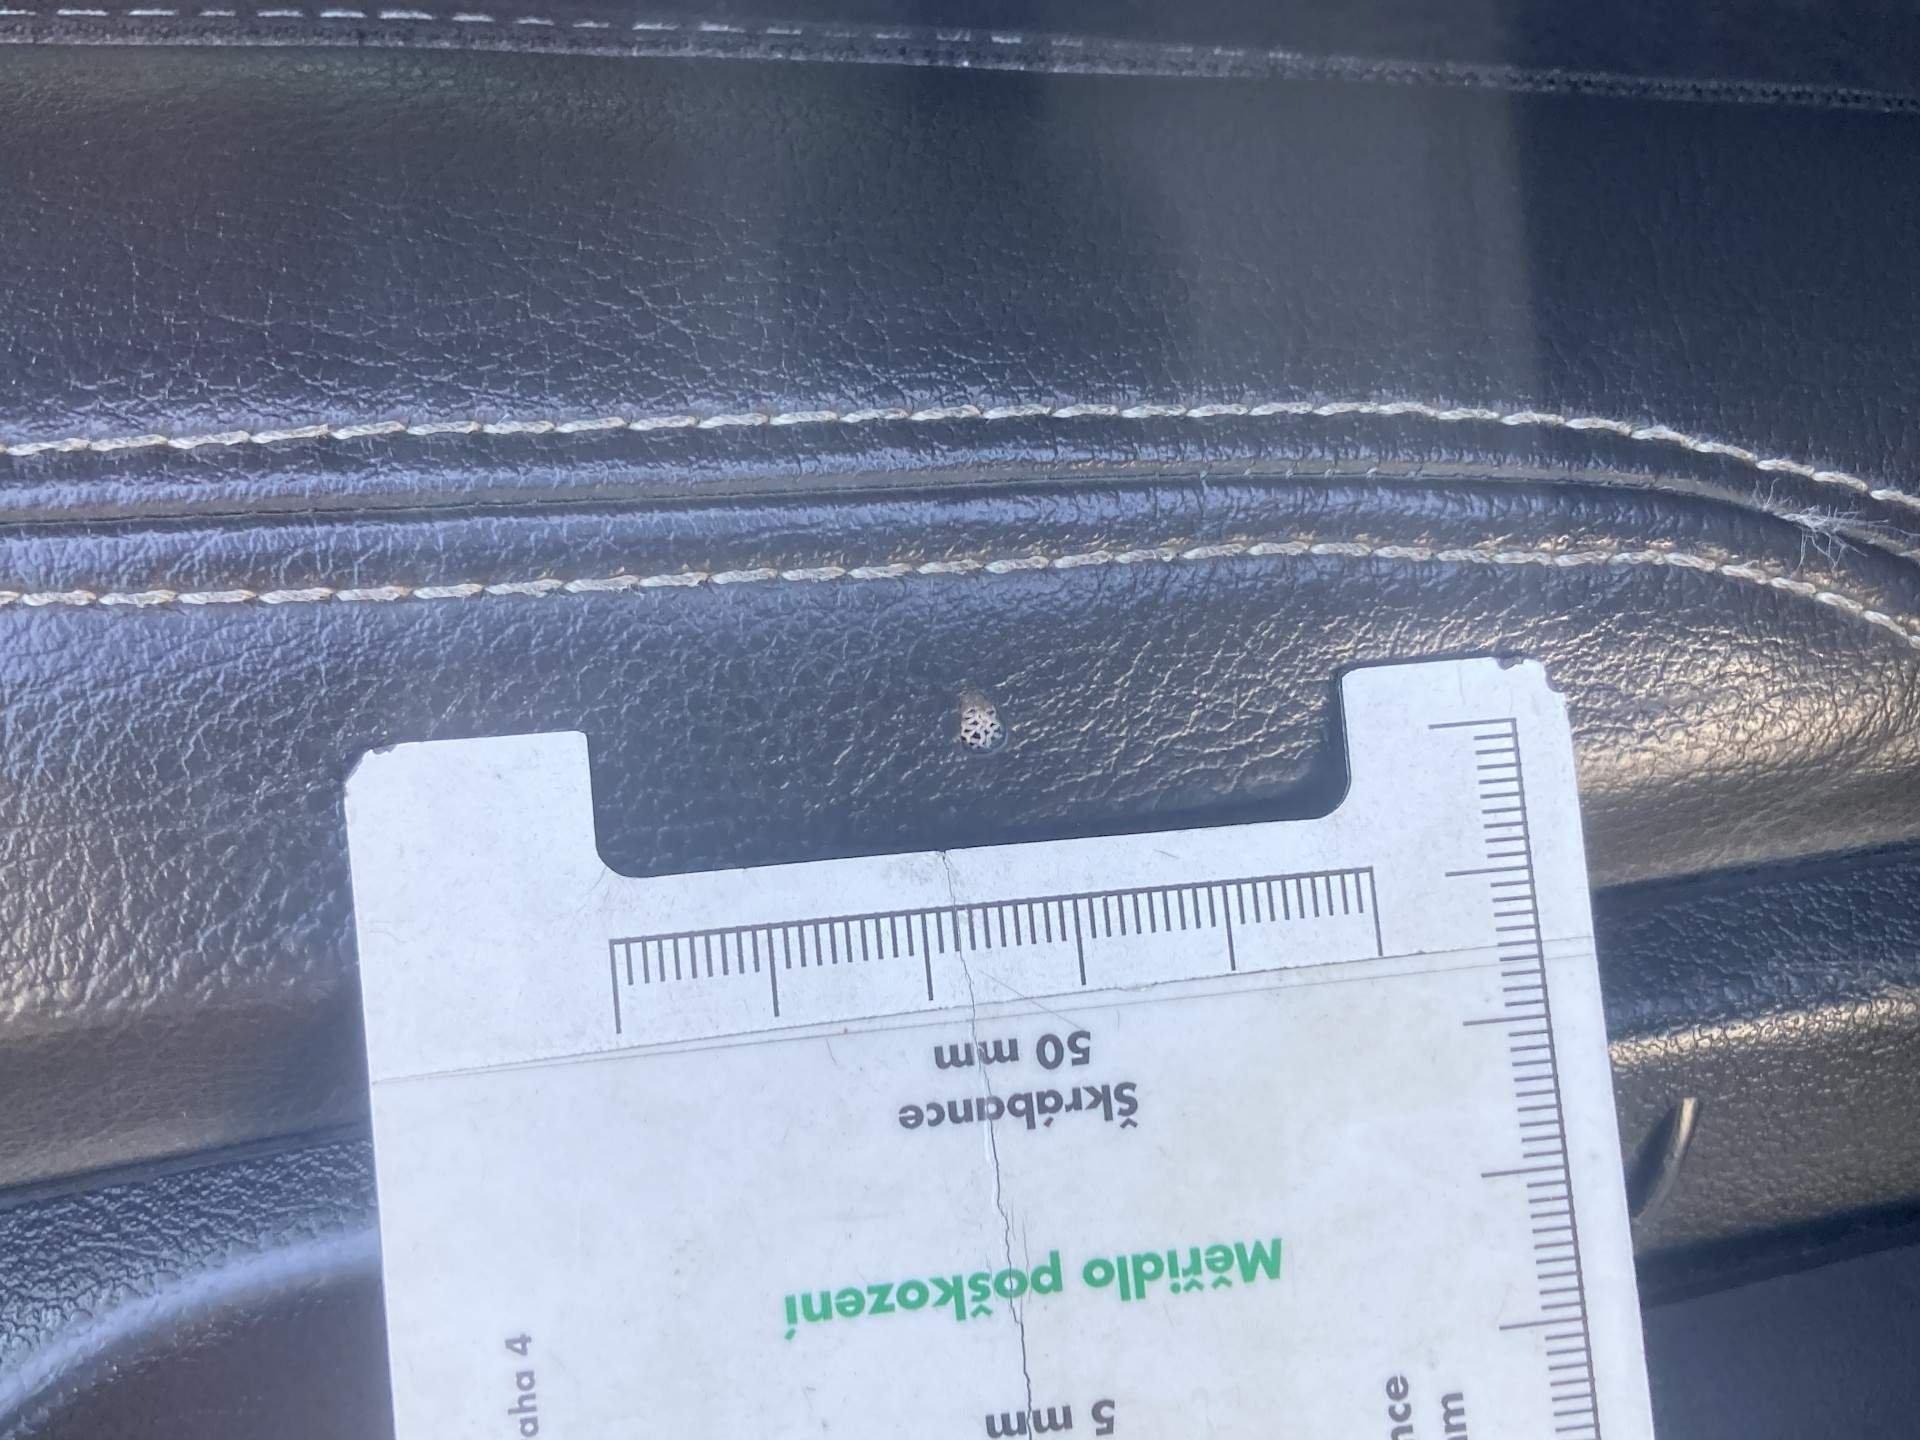 Škrábance
50 mm
Měřidlo poškození
5 mm
aha 4
nce
m